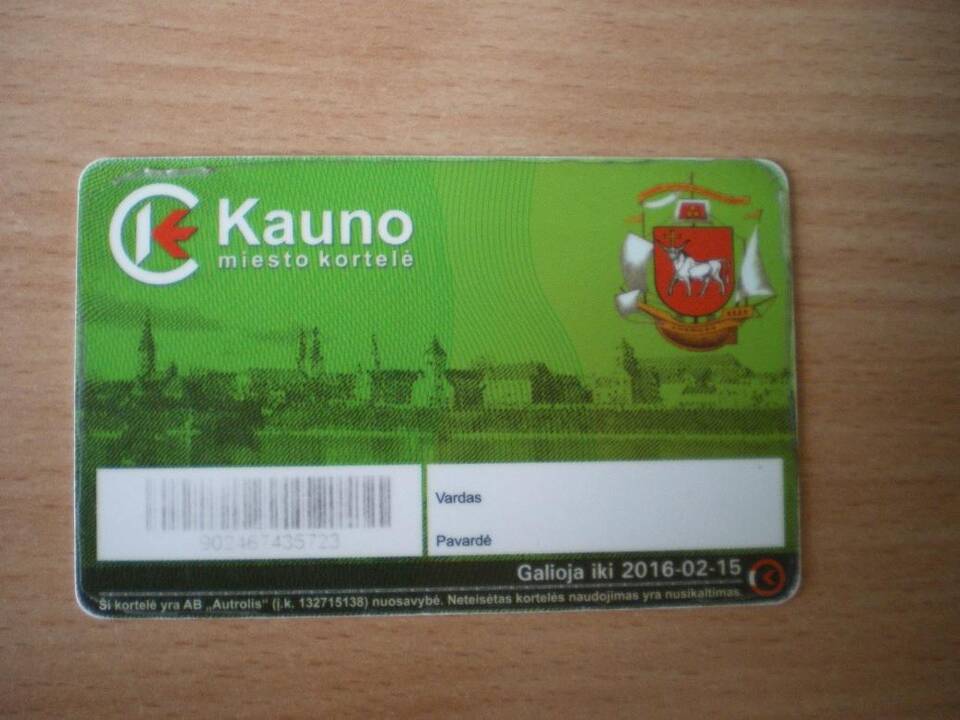 Kauno
miesto kortelė
Vardas
Pavardė
Galioja iki 2016-02-15
Ši kortelė yra AB „Autrolis“ (į.k. 132715138) nuosavybė. Neteisėtas kortelės naudojimas yra nusikaltimas.